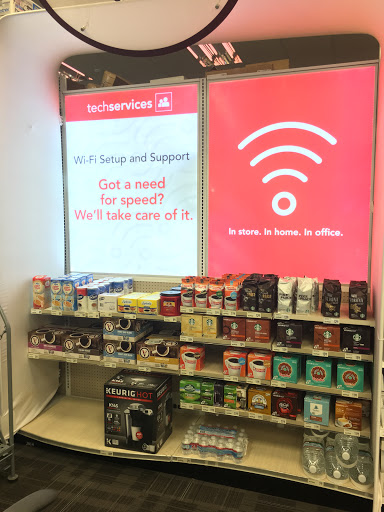 techservices
Wi-Fi Setup and Support
Got a need
for speed?
We'll take care of it.
In store. In home. In office.
KEURIG HOT